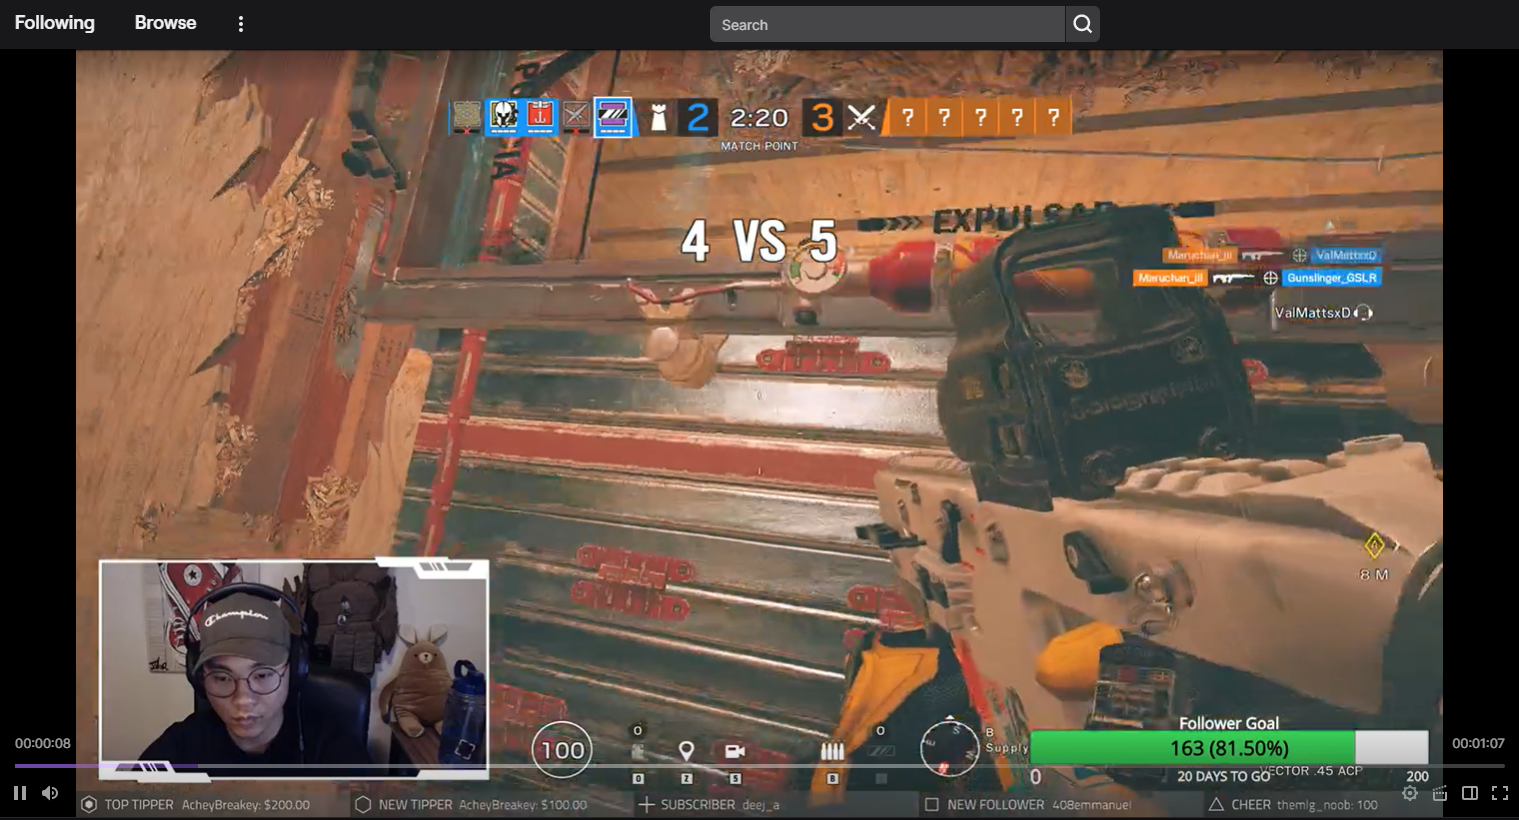 Following Browse
Search
2 2:20 3 ? ? ? ? ?
MATCH POINT
4 VS 5
EXPULSAR
Maruchan_iii ValMattsxD
Maruchan_iii Gunslinger_GSLR
ValMattsxD
8 M
Champion
Follower Goal
163 (81.50%)
0 20 DAYS TO GO 200
VECTOR .45 ACP
00:00:08
00:01:07
100
0
0
B
Supply
S
E
N
0 Z 5 B
TOP TIPPER AcheyBreakey: $200.00
NEW TIPPER AcheyBreakey: $100.00
SUBSCRIBER deej_a
NEW FOLLOWER 408emmanuel
CHEER themlg_noob: 100